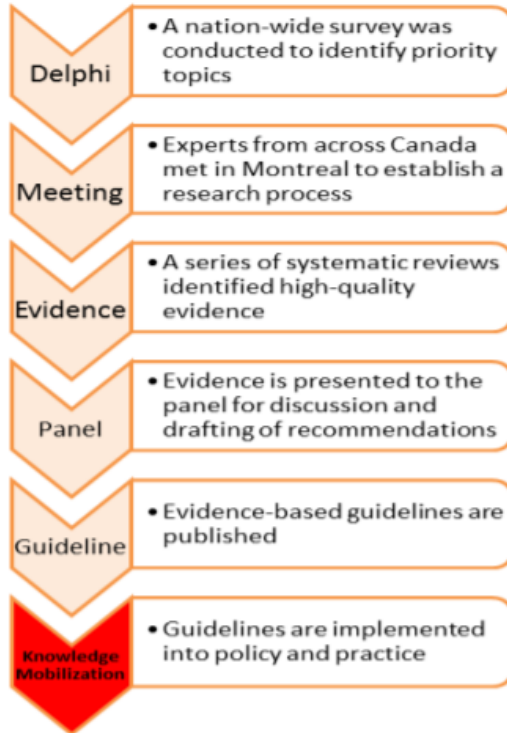 Delphi
• A nation-wide survey was
conducted to identify priority
topics
Meeting
• Experts from across Canada
met in Montreal to establish a
research process
Evidence
• A series of systematic reviews
identified high-quality
evidence
Panel
• Evidence is presented to the
panel for discussion and
drafting of recommendations
Guideline
• Evidence-based guidelines are
published
Knowledge
Mobilization
• Guidelines are implemented
into policy and practice